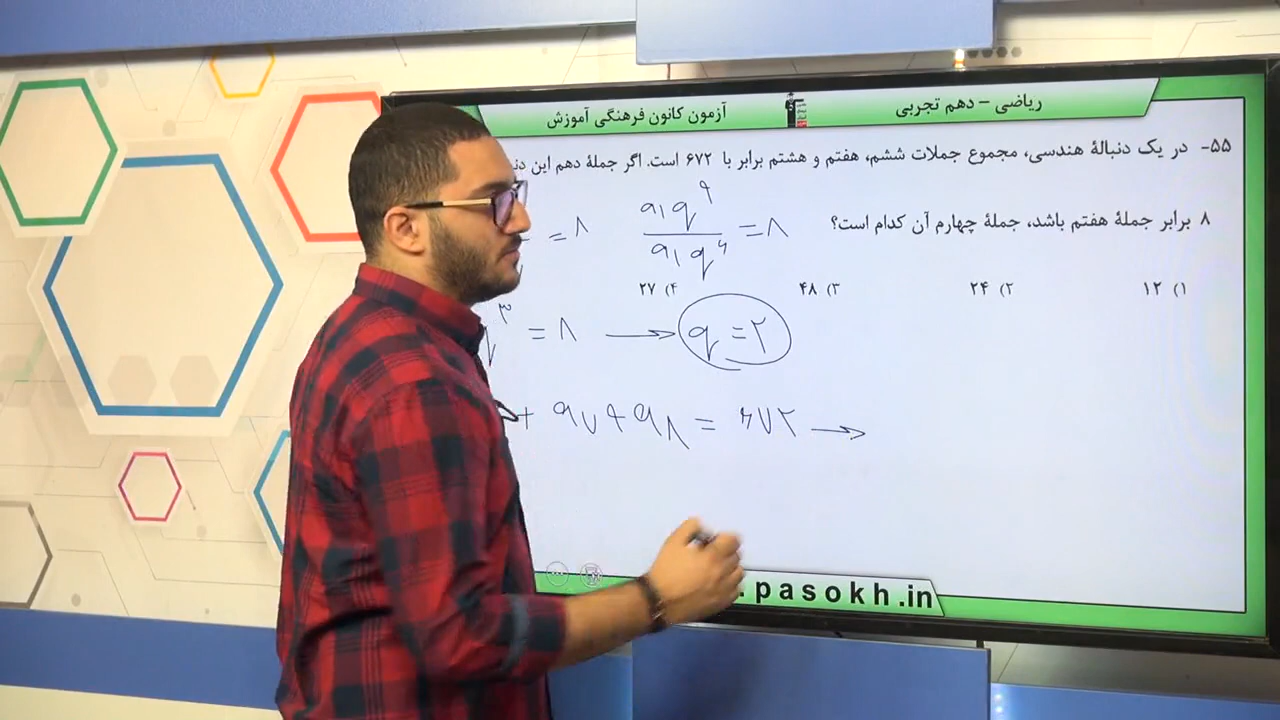 ریاضی – دهم تجربی
آزمون کانون فرهنگی آموزش
۵۵- در یک دنبالهٔ هندسی، مجموع جملات ششم، هفتم و هشتم برابر با ۶۷۲ است. اگر جملهٔ دهم این
۸ برابر جملهٔ هفتم باشد، جملهٔ چهارم آن کدام است؟
= ۸ a₁q⁹ / a₁q⁶ = ۸
۱) ۱۲ ۲) ۲۴ ۳) ۴۸ ۴) ۲۷
q³ = ۸ → q = ۲
+ a₇ + a₈ = ۶۷۲ →
.pasokh.in